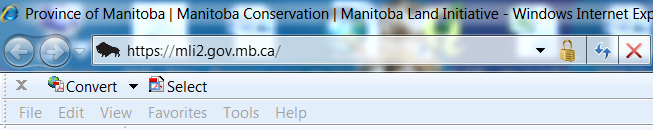 Province of Manitoba | Manitoba Conservation | Manitoba Land Initiative - Windows Internet Exp
https://mli2.gov.mb.ca/
x Convert Select
File Edit View Favorites Tools Help